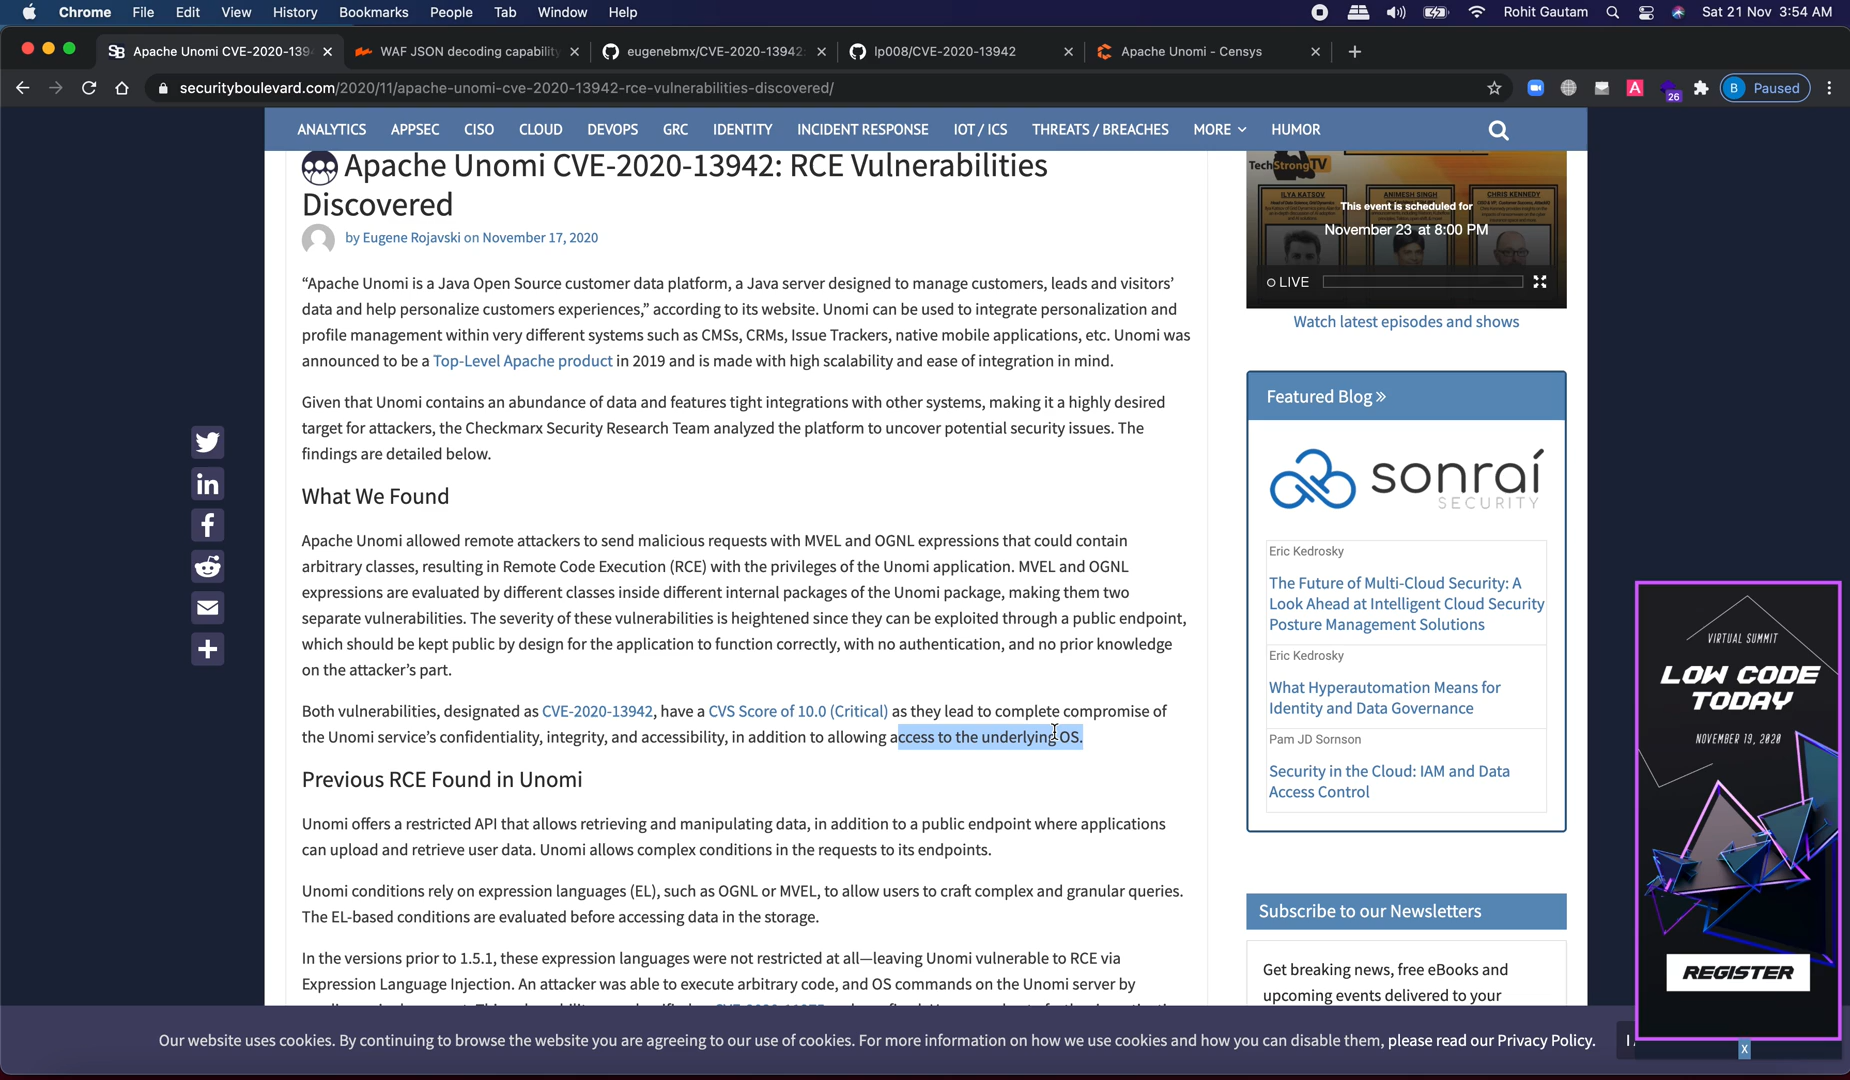 Chrome File Edit View History Bookmarks People Tab Window Help Rohit Gautam Sat 21 Nov 3:54 AM
Apache Unomi CVE-2020-139 WAF JSON decoding capability eugenebmx/CVE-2020-13942 lp008/CVE-2020-13942 Apache Unomi - Censys
securityboulevard.com/2020/11/apache-unomi-cve-2020-13942-rce-vulnerabilities-discovered/ 26 B Paused
ANALYTICS APPSEC CISO CLOUD DEVOPS GRC IDENTITY INCIDENT RESPONSE IOT / ICS THREATS / BREACHES MORE HUMOR
Apache Unomi CVE-2020-13942: RCE Vulnerabilities
Discovered
by Eugene Rojavski on November 17, 2020
“Apache Unomi is a Java Open Source customer data platform, a Java server designed to manage customers, leads and visitors’
data and help personalize customers experiences,” according to its website. Unomi can be used to integrate personalization and
profile management within very different systems such as CMSs, CRMs, Issue Trackers, native mobile applications, etc. Unomi was
announced to be a Top-Level Apache product in 2019 and is made with high scalability and ease of integration in mind.
Given that Unomi contains an abundance of data and features tight integrations with other systems, making it a highly desired
target for attackers, the Checkmarx Security Research Team analyzed the platform to uncover potential security issues. The
findings are detailed below.
What We Found
Apache Unomi allowed remote attackers to send malicious requests with MVEL and OGNL expressions that could contain
arbitrary classes, resulting in Remote Code Execution (RCE) with the privileges of the Unomi application. MVEL and OGNL
expressions are evaluated by different classes inside different internal packages of the Unomi package, making them two
separate vulnerabilities. The severity of these vulnerabilities is heightened since they can be exploited through a public endpoint,
which should be kept public by design for the application to function correctly, with no authentication, and no prior knowledge
on the attacker’s part.
Both vulnerabilities, designated as CVE-2020-13942, have a CVS Score of 10.0 (Critical) as they lead to complete compromise of
the Unomi service’s confidentiality, integrity, and accessibility, in addition to allowing access to the underlying OS.
Previous RCE Found in Unomi
Unomi offers a restricted API that allows retrieving and manipulating data, in addition to a public endpoint where applications
can upload and retrieve user data. Unomi allows complex conditions in the requests to its endpoints.
Unomi conditions rely on expression languages (EL), such as OGNL or MVEL, to allow users to craft complex and granular queries.
The EL-based conditions are evaluated before accessing data in the storage.
In the versions prior to 1.5.1, these expression languages were not restricted at all—leaving Unomi vulnerable to RCE via
Expression Language Injection. An attacker was able to execute arbitrary code, and OS commands on the Unomi server by
TechStrongTV
ILYA KATSOV ANIMESH SINGH CHRIS KENNEDY
This event is scheduled for
November 23 at 8:00 PM
LIVE
Watch latest episodes and shows
Featured Blog »
sonraí
SECURITY
Eric Kedrosky
The Future of Multi-Cloud Security: A
Look Ahead at Intelligent Cloud Security
Posture Management Solutions
Eric Kedrosky
What Hyperautomation Means for
Identity and Data Governance
Pam JD Sornson
Security in the Cloud: IAM and Data
Access Control
Subscribe to our Newsletters
Get breaking news, free eBooks and
upcoming events delivered to your
VIRTUAL SUMMIT
LOW CODE
TODAY
NOVEMBER 19, 2020
REGISTER
X
Our website uses cookies. By continuing to browse the website you are agreeing to our use of cookies. For more information on how we use cookies and how you can disable them, please read our Privacy Policy.